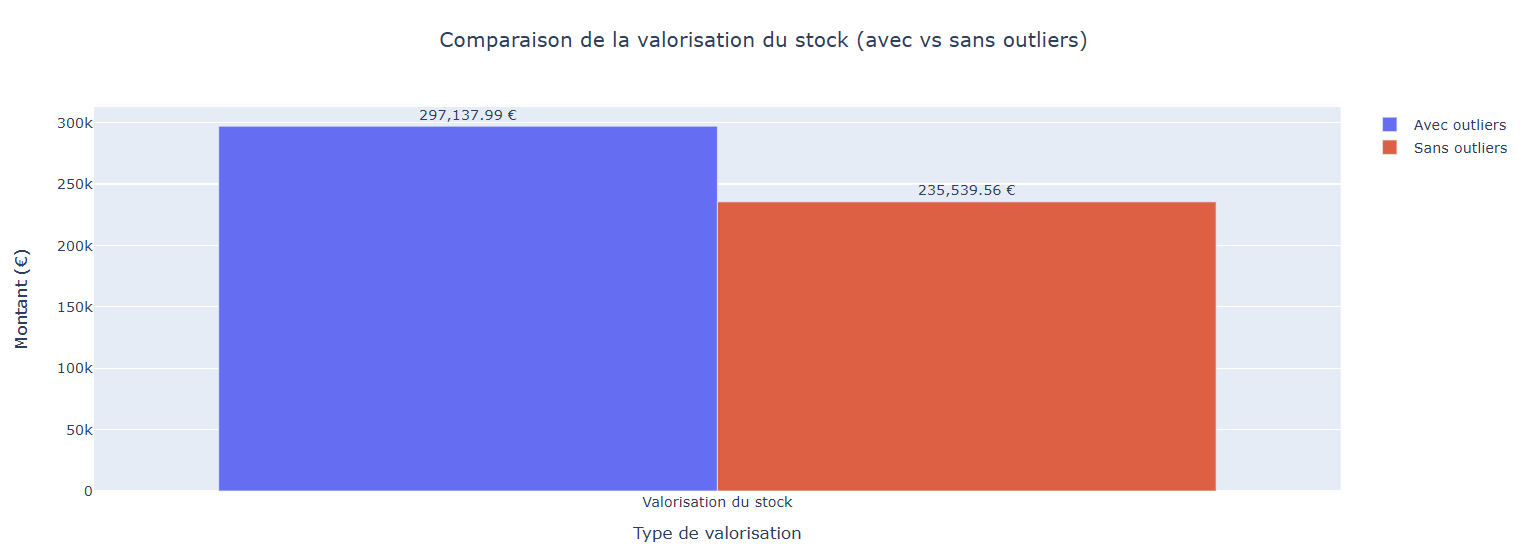 Comparaison de la valorisation du stock (avec vs sans outliers)
297,137.99 €
235,539.56 €
300k
250k
200k
150k
100k
50k
0
Montant (€)
Valorisation du stock
Type de valorisation
Avec outliers
Sans outliers